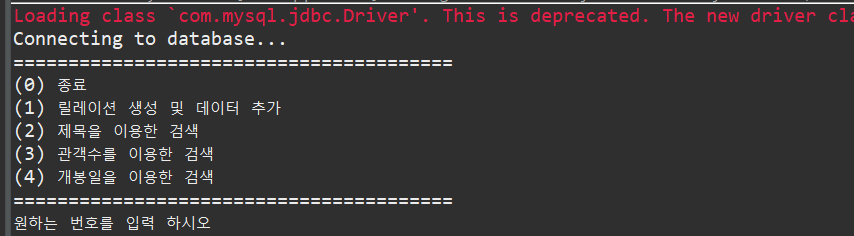 Loading class `com.mysql.jdbc.Driver'. This is deprecated. The new driver cla
Connecting to database...
========================================
(0) 종료
(1) 릴레이션 생성 및 데이터 추가
(2) 제목을 이용한 검색
(3) 관객수를 이용한 검색
(4) 개봉일을 이용한 검색
========================================
원하는 번호를 입력 하시오